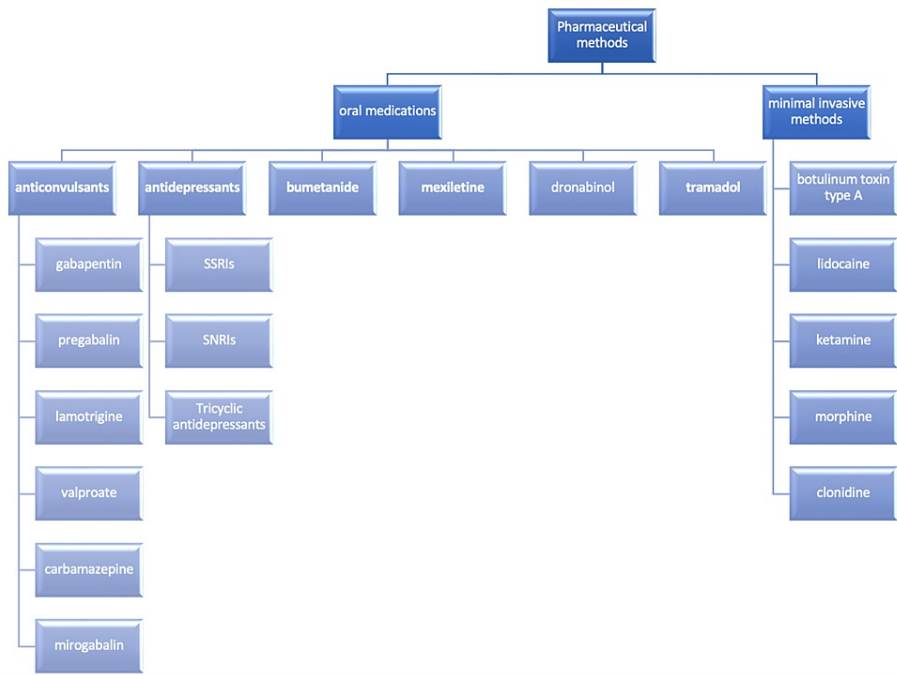 Pharmaceutical
methods
oral medications
minimal invasive
methods
anticonvulsants
antidepressants
bumetanide
mexiletine
dronabinol
tramadol
botulinum toxin
type A
gabapentin
SSRIs
lidocaine
pregabalin
SNRIs
ketamine
lamotrigine
Tricyclic
antidepressants
morphine
valproate
clonidine
carbamazepine
mirogabalin